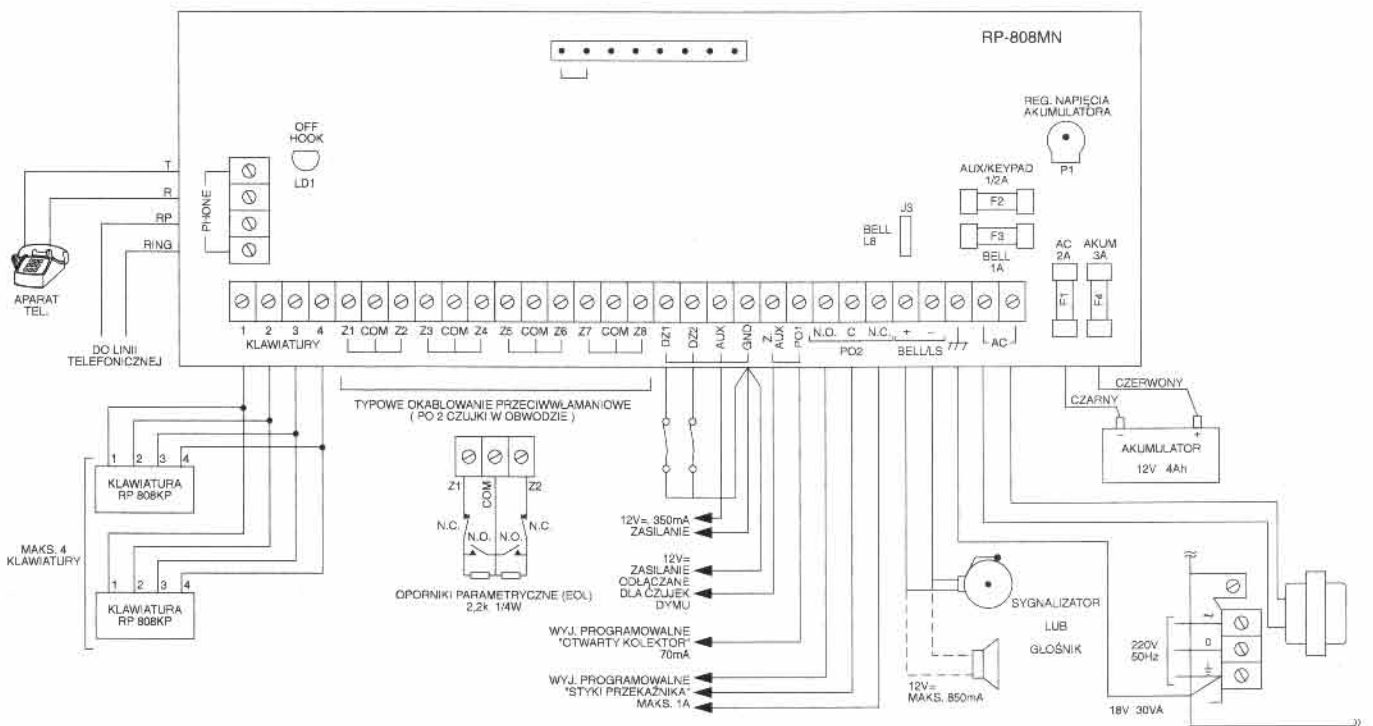 RP-808MN
REG. NAPIĘCIA
AKUMULATORA
P1
OFF
HOOK
LD1
AUX/KEYPAD
1/2A
F2
F3
BELL
1A
J3
BELL
L8
AC
2A
F1
AKUM
3A
F4
T
R
RP
RING
PHONE
APARAT
TEL.
DO LINII
TELEFONICZNEJ
1 2 3 4 Z1 COM Z2 Z3 COM Z4 Z5 COM Z6 Z7 COM Z8 DZ1 DZ2 AUX GND Z AUX PO1 N.O. C N.C. + − AC
KLAWIATURY
PO2
BELL/LS
TYPOWE OKABLOWANIE PRZECIWWŁAMANIOWE
( PO 2 CZUJKI W OBWODZIE )
CZERWONY
CZARNY
− +
AKUMULATOR
12V 4Ah
1 2 3 4
KLAWIATURA
RP 808KP
MAKS. 4
KLAWIATURY
1 2 3 4
KLAWIATURA
RP 808KP
Z1 COM Z2
N.C. N.C.
N.O. N.O.
OPORNIKI PARAMETRYCZNE (EOL)
2,2k 1/4W
12V=, 350mA
ZASILANIE
12V=
ZASILANIE
ODŁĄCZANE
DLA CZUJEK
DYMU
WYJ. PROGRAMOWALNE
"OTWARTY KOLEKTOR"
70mA
WYJ. PROGRAMOWALNE
"STYKI PRZEKAŹNIKA"
MAKS. 1A
SYGNALIZATOR
LUB
GŁOŚNIK
12V=
MAKS. 850mA
220V
50Hz
0
18V 30VA